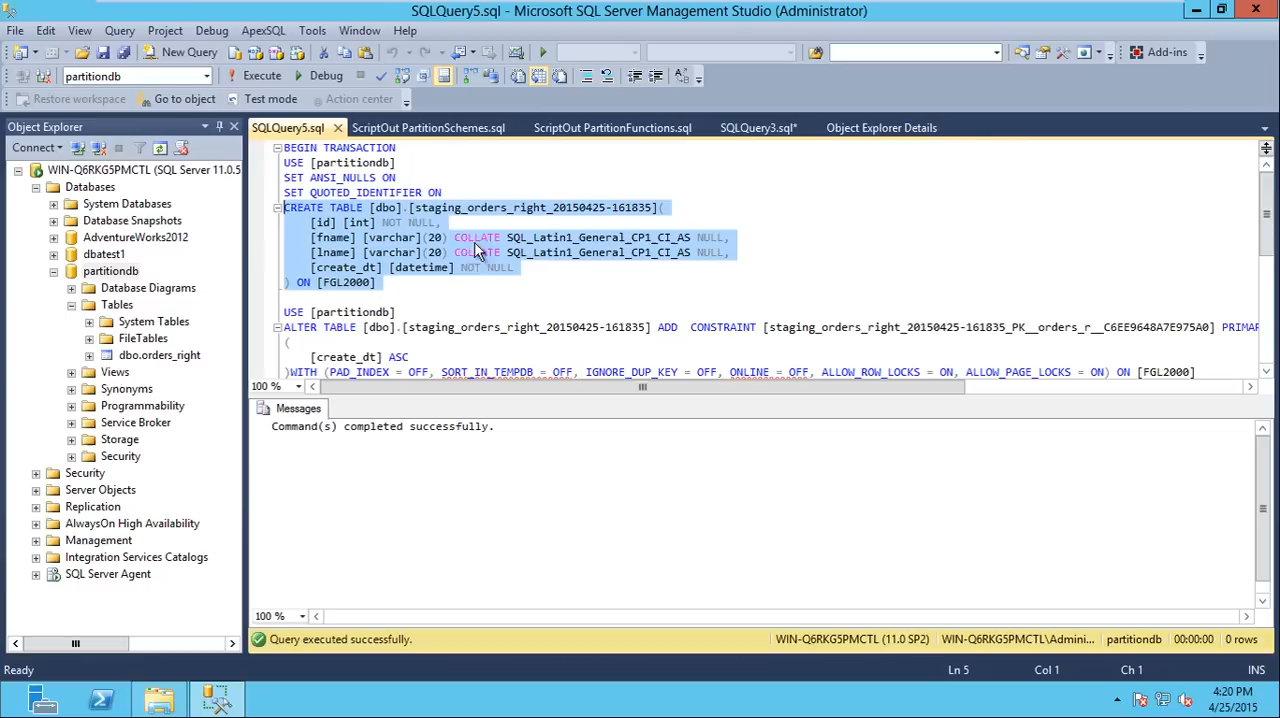 SQLQuery5.sql - Microsoft SQL Server Management Studio (Administrator)
File Edit View Query Project Debug ApexSQL Tools Window Help
New Query Add-ins
partitiondb Execute Debug
Restore workspace Go to object Test mode Action center
Object Explorer
SQLQuery5.sql ScriptOut PartitionSchemes.sql ScriptOut PartitionFunctions.sql SQLQuery3.sql* Object Explorer Details
Connect
WIN-Q6RKG5PMCTL (SQL Server 11.0.5
Databases
System Databases
Database Snapshots
AdventureWorks2012
dbatest1
partitiondb
Database Diagrams
Tables
System Tables
FileTables
dbo.orders_right
Views
Synonyms
Programmability
Service Broker
Storage
Security
Security
Server Objects
Replication
AlwaysOn High Availability
Management
Integration Services Catalogs
SQL Server Agent
BEGIN TRANSACTION
USE [partitiondb]
SET ANSI_NULLS ON
SET QUOTED_IDENTIFIER ON
CREATE TABLE [dbo].[staging_orders_right_20150425-161835](
[id] [int] NOT NULL,
[fname] [varchar](20) COLLATE SQL_Latin1_General_CP1_CI_AS NULL,
[lname] [varchar](20) COLLATE SQL_Latin1_General_CP1_CI_AS NULL,
[create_dt] [datetime] NOT NULL
) ON [FGL2000]
USE [partitiondb]
ALTER TABLE [dbo].[staging_orders_right_20150425-161835] ADD  CONSTRAINT [staging_orders_right_20150425-161835_PK__orders_r__C6EE9648A7E975A0] PRIMAR
(
[create_dt] ASC
)WITH (PAD_INDEX = OFF, SORT_IN_TEMPDB = OFF, IGNORE_DUP_KEY = OFF, ONLINE = OFF, ALLOW_ROW_LOCKS = ON, ALLOW_PAGE_LOCKS = ON) ON [FGL2000]
100 %
Messages
Command(s) completed successfully.
100 %
Query executed successfully. WIN-Q6RKG5PMCTL (11.0 SP2) WIN-Q6RKG5PMCTL\Admini... partitiondb 00:00:00 0 rows
Ready Ln 5 Col 1 Ch 1 INS
4:20 PM
4/25/2015